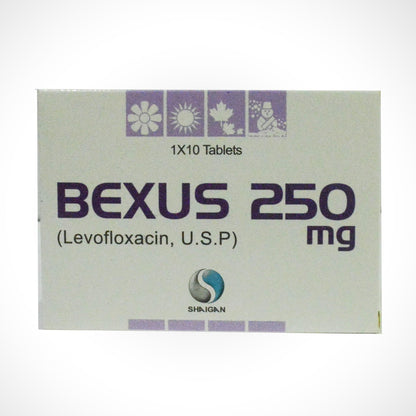 1X10 Tablets
BEXUS 250
mg
(Levofloxacin, U.S.P)
SHAIGAN